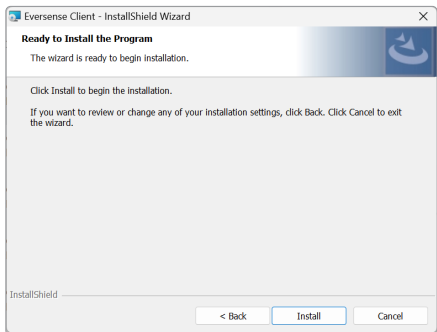 Eversense Client - InstallShield Wizard
Ready to Install the Program
The wizard is ready to begin installation.
Click Install to begin the installation.
If you want to review or change any of your installation settings, click Back. Click Cancel to exit
the wizard.
InstallShield
< Back Install Cancel